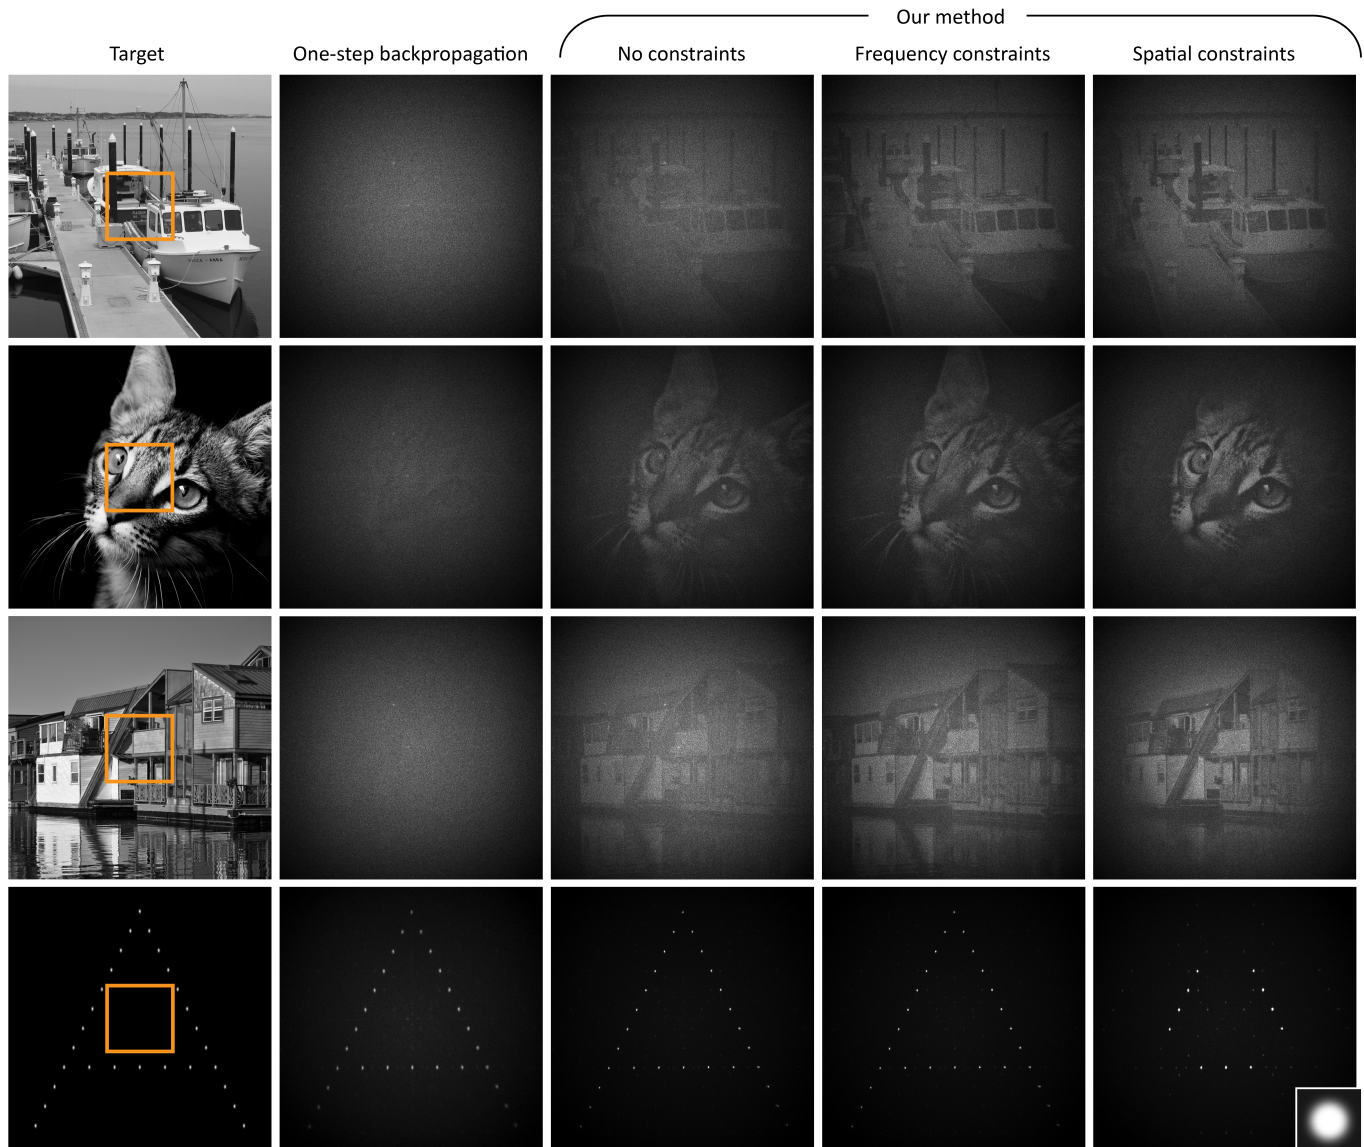 Our method
Target
One-step backpropagation
No constraints
Frequency constraints
Spatial constraints